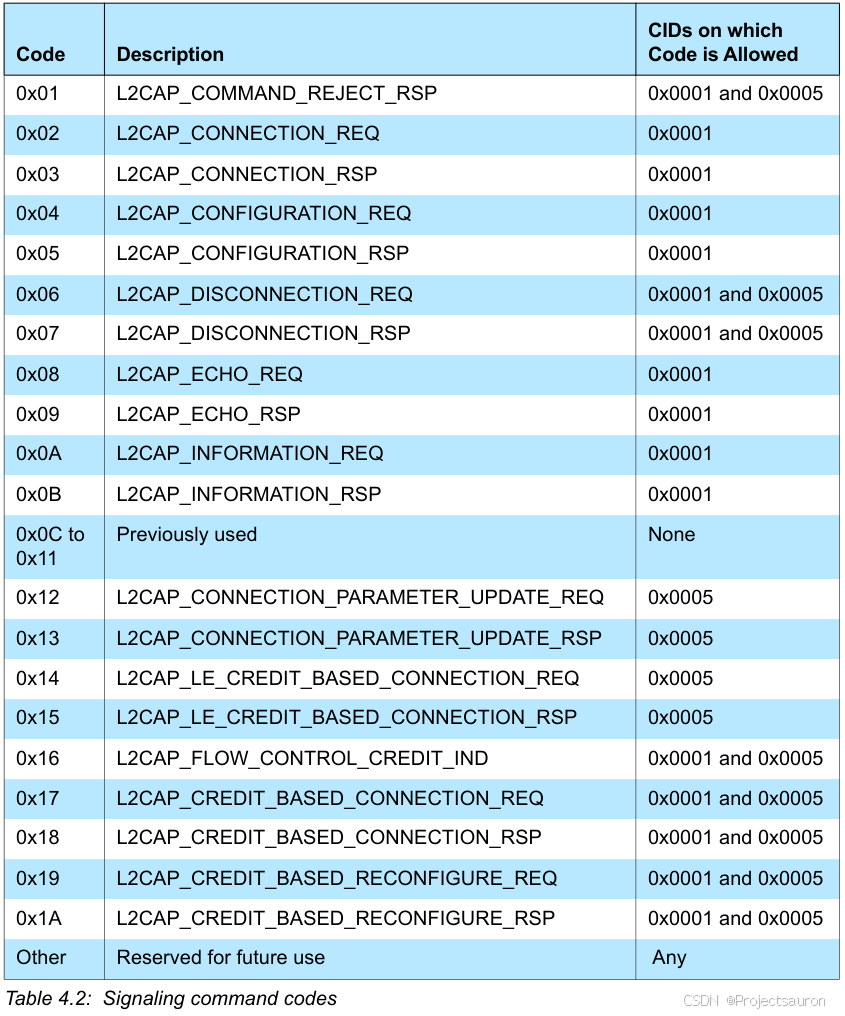 Code Description CIDs on which Code is Allowed
0x01 L2CAP_COMMAND_REJECT_RSP 0x0001 and 0x0005
0x02 L2CAP_CONNECTION_REQ 0x0001
0x03 L2CAP_CONNECTION_RSP 0x0001
0x04 L2CAP_CONFIGURATION_REQ 0x0001
0x05 L2CAP_CONFIGURATION_RSP 0x0001
0x06 L2CAP_DISCONNECTION_REQ 0x0001 and 0x0005
0x07 L2CAP_DISCONNECTION_RSP 0x0001 and 0x0005
0x08 L2CAP_ECHO_REQ 0x0001
0x09 L2CAP_ECHO_RSP 0x0001
0x0A L2CAP_INFORMATION_REQ 0x0001
0x0B L2CAP_INFORMATION_RSP 0x0001
0x0C to 0x11 Previously used None
0x12 L2CAP_CONNECTION_PARAMETER_UPDATE_REQ 0x0005
0x13 L2CAP_CONNECTION_PARAMETER_UPDATE_RSP 0x0005
0x14 L2CAP_LE_CREDIT_BASED_CONNECTION_REQ 0x0005
0x15 L2CAP_LE_CREDIT_BASED_CONNECTION_RSP 0x0005
0x16 L2CAP_FLOW_CONTROL_CREDIT_IND 0x0001 and 0x0005
0x17 L2CAP_CREDIT_BASED_CONNECTION_REQ 0x0001 and 0x0005
0x18 L2CAP_CREDIT_BASED_CONNECTION_RSP 0x0001 and 0x0005
0x19 L2CAP_CREDIT_BASED_RECONFIGURE_REQ 0x0001 and 0x0005
0x1A L2CAP_CREDIT_BASED_RECONFIGURE_RSP 0x0001 and 0x0005
Other Reserved for future use Any
Table 4.2: Signaling command codes
CSDN @Projectsauron